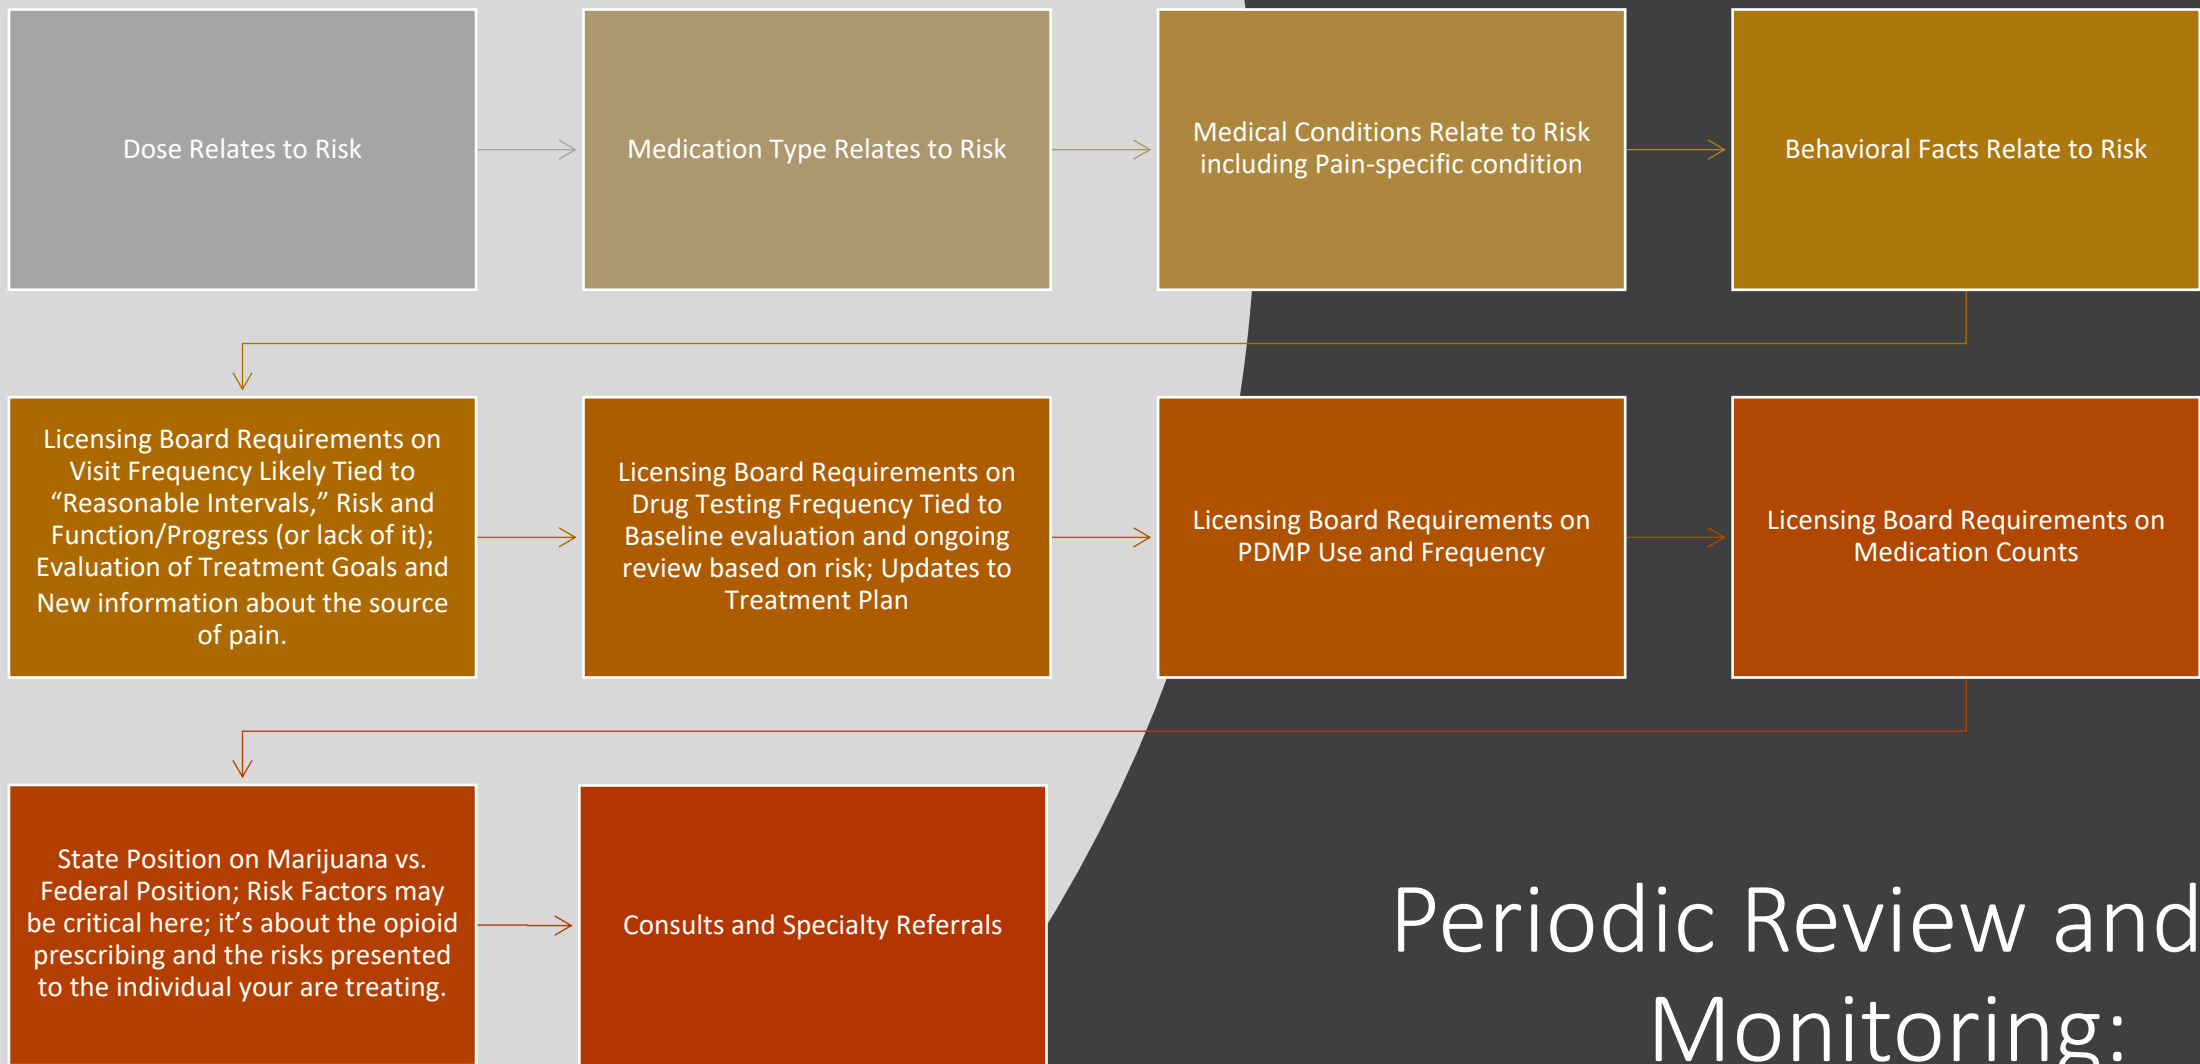 Dose Relates to Risk
Medication Type Relates to Risk
Medical Conditions Relate to Risk
including Pain-specific condition
Behavioral Facts Relate to Risk
Licensing Board Requirements on
Visit Frequency Likely Tied to
“Reasonable Intervals,” Risk and
Function/Progress (or lack of it);
Evaluation of Treatment Goals and
New information about the source
of pain.
Licensing Board Requirements on
Drug Testing Frequency Tied to
Baseline evaluation and ongoing
review based on risk; Updates to
Treatment Plan
Licensing Board Requirements on
PDMP Use and Frequency
Licensing Board Requirements on
Medication Counts
State Position on Marijuana vs.
Federal Position; Risk Factors may
be critical here; it’s about the opioid
prescribing and the risks presented
to the individual your are treating.
Consults and Specialty Referrals
Periodic Review and
Monitoring: